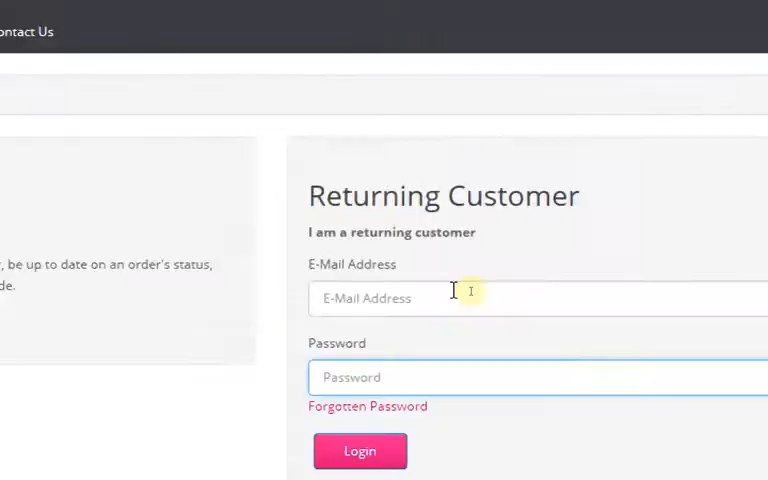 ontact Us
, be up to date on an order's status,
de.
Returning Customer
I am a returning customer
E-Mail Address
E-Mail Address
Password
Password
Forgotten Password
Login